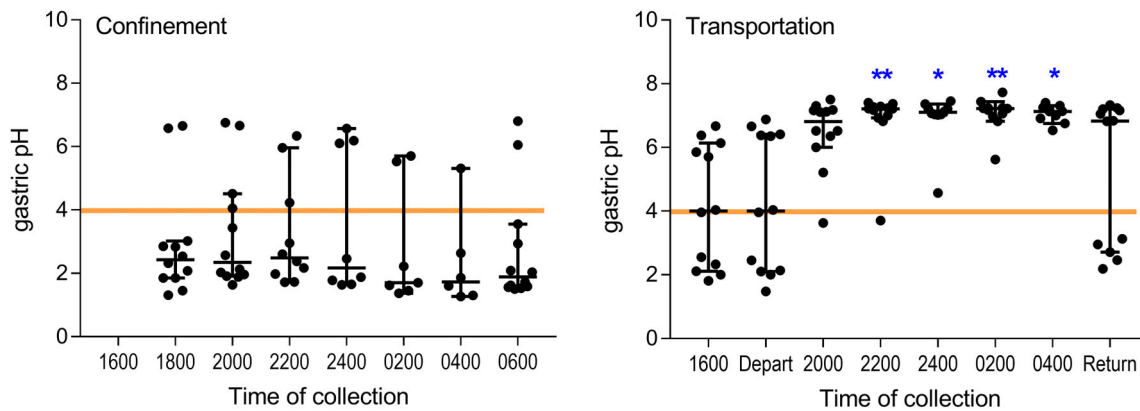 Confinement
gastric pH
10
8
6
4
2
0
1600 1800 2000 2200 2400 0200 0400 0600
Time of collection
Transportation
gastric pH
10
8
6
4
2
0
** * ** *
1600 Depart 2000 2200 2400 0200 0400 Return
Time of collection